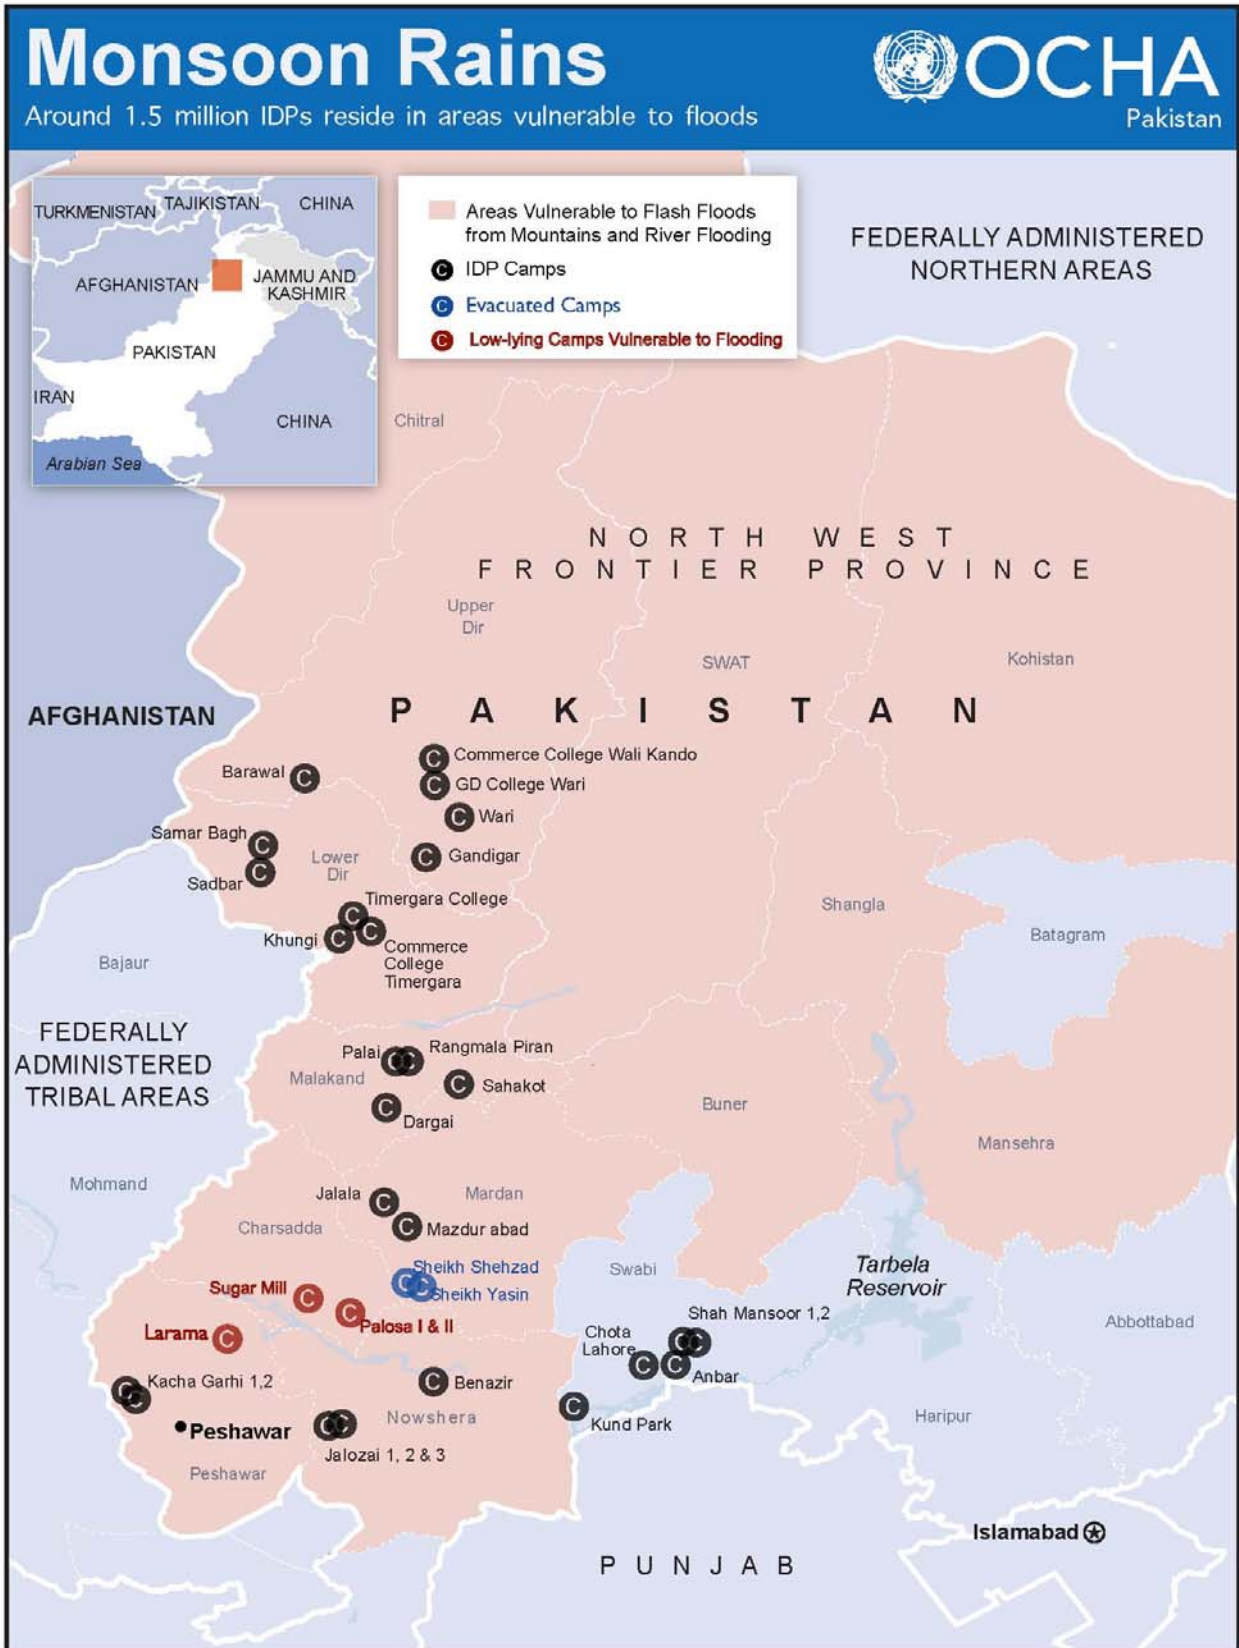 Monsoon Rains
Around 1.5 million IDPs reside in areas vulnerable to floods
OCHA
Pakistan
TURKMENISTAN
TAJIKISTAN
CHINA
AFGHANISTAN
JAMMU AND
KASHMIR
PAKISTAN
IRAN
CHINA
Arabian Sea
Areas Vulnerable to Flash Floods
from Mountains and River Flooding
C IDP Camps
C Evacuated Camps
C Low-lying Camps Vulnerable to Flooding
FEDERALLY ADMINISTERED
NORTHERN AREAS
Chitral
NORTH WEST
FRONTIER PROVINCE
Upper
Dir
SWAT
Kohistan
AFGHANISTAN
PAKISTAN
C Commerce College Wali Kando
Barawal C
C GD College Wari
C Wari
Samar Bagh C
Lower
Dir
C Gandigar
Sadbar C
Timergara College
C
Khungi C
C
Commerce
College
Timergara
Shangla
Batagram
Bajaur
FEDERALLY
ADMINISTERED
TRIBAL AREAS
Palai C
C Rangmala Piran
Malakand
C Sahakot
C
Dargai
Buner
Mansehra
Mohmand
Jalala C
Mardan
Charsadda
C Mazdur abad
Sheikh Shehzad
C
C
Sheikh Yasin
Swabi
Tarbela
Reservoir
Sugar Mill C
C
Palosa I & II
Larama C
Shah Mansoor 1,2
C C
Chota
Lahore
C
C
Anbar
Abbottabad
C Kacha Garhi 1,2
C
C Benazir
C
Kund Park
Peshawar
C C
Nowshera
Haripur
Jalozai 1, 2 & 3
Peshawar
Islamabad
PUNJAB